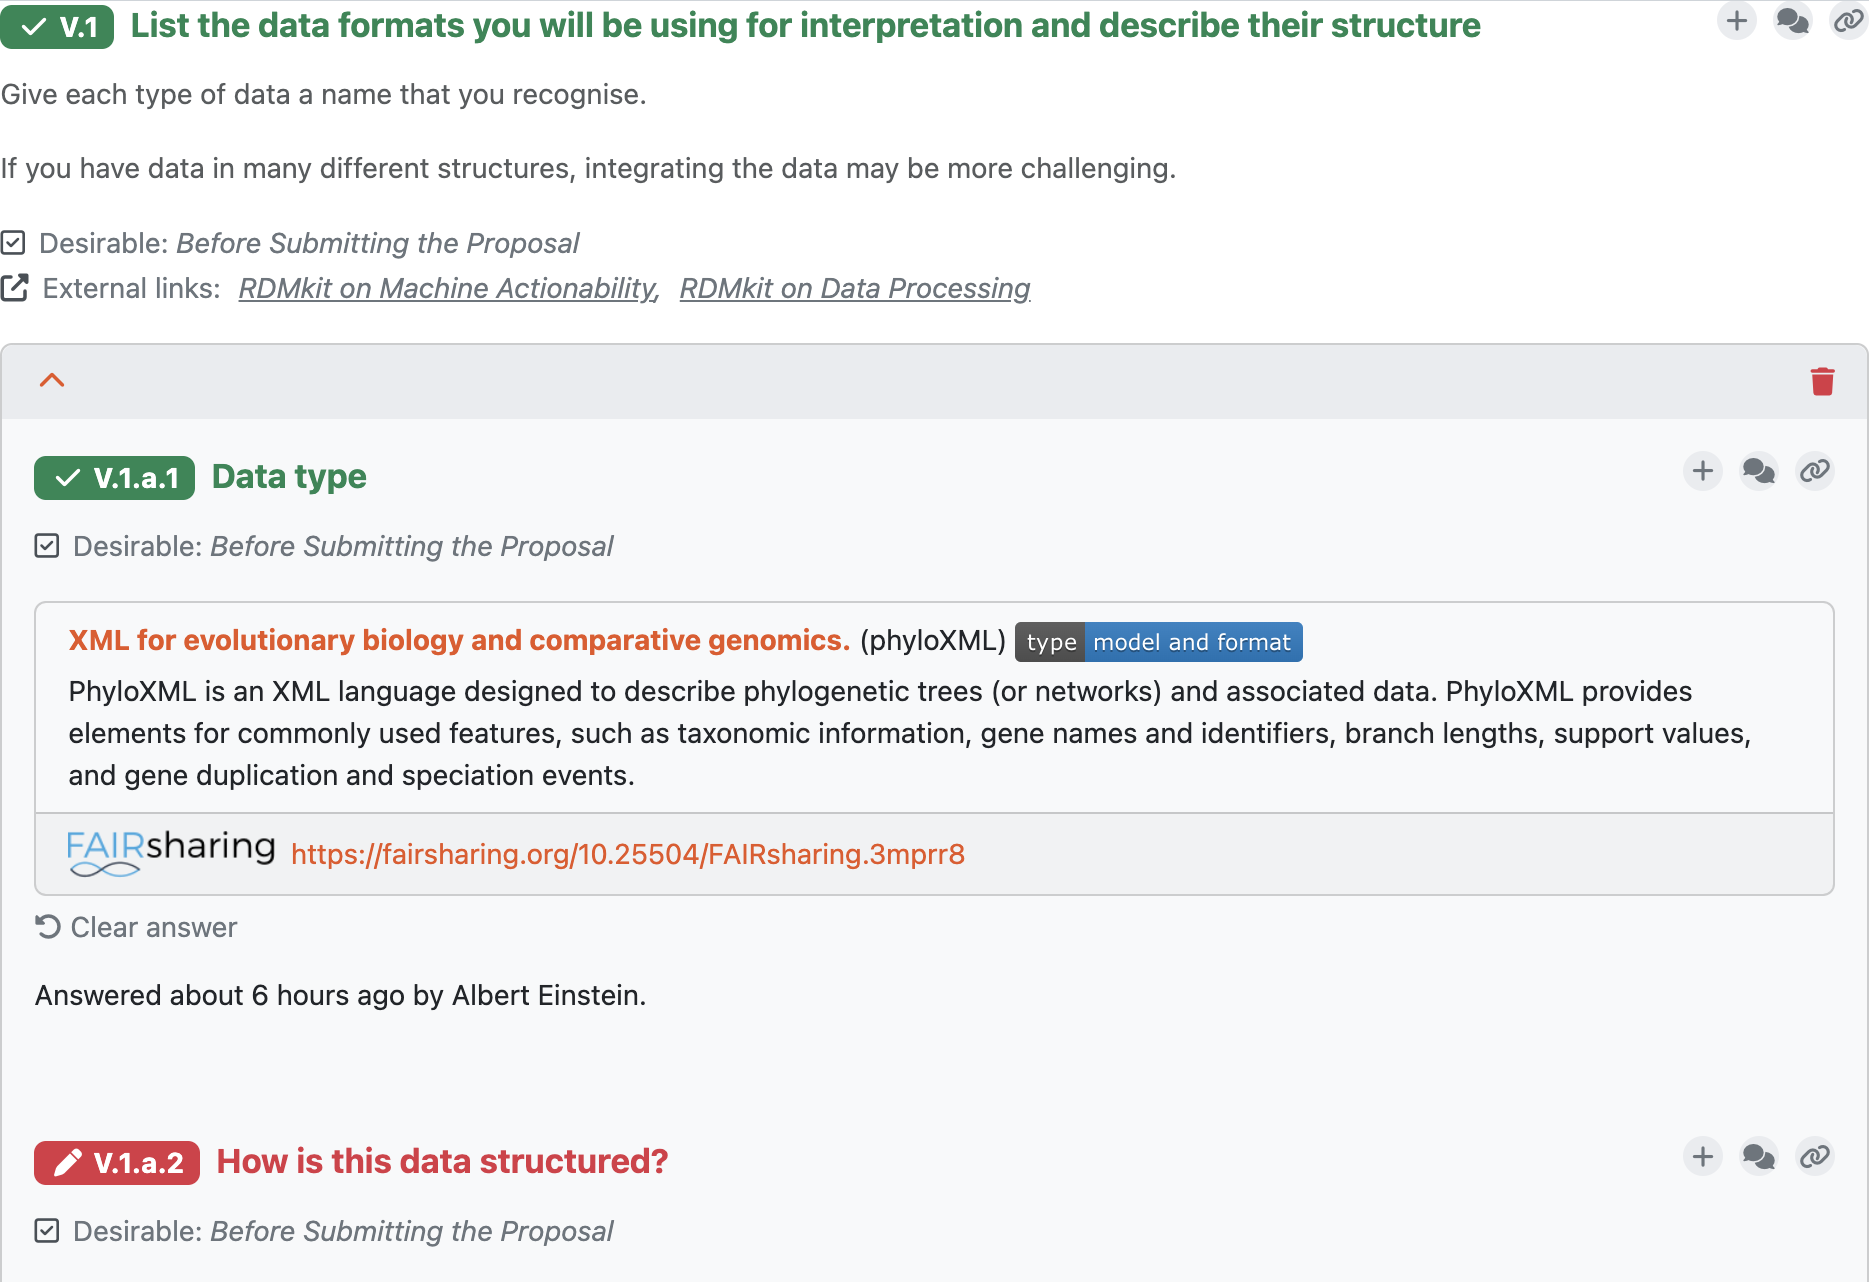 V.1 List the data formats you will be using for interpretation and describe their structure
Give each type of data a name that you recognise.
If you have data in many different structures, integrating the data may be more challenging.
Desirable: Before Submitting the Proposal
External links: RDMkit on Machine Actionability, RDMkit on Data Processing
V.1.a.1 Data type
Desirable: Before Submitting the Proposal
XML for evolutionary biology and comparative genomics. (phyloXML) type model and format
PhyloXML is an XML language designed to describe phylogenetic trees (or networks) and associated data. PhyloXML provides
elements for commonly used features, such as taxonomic information, gene names and identifiers, branch lengths, support values,
and gene duplication and speciation events.
FAIRsharing https://fairsharing.org/10.25504/FAIRsharing.3mprr8
Clear answer
Answered about 6 hours ago by Albert Einstein.
V.1.a.2 How is this data structured?
Desirable: Before Submitting the Proposal